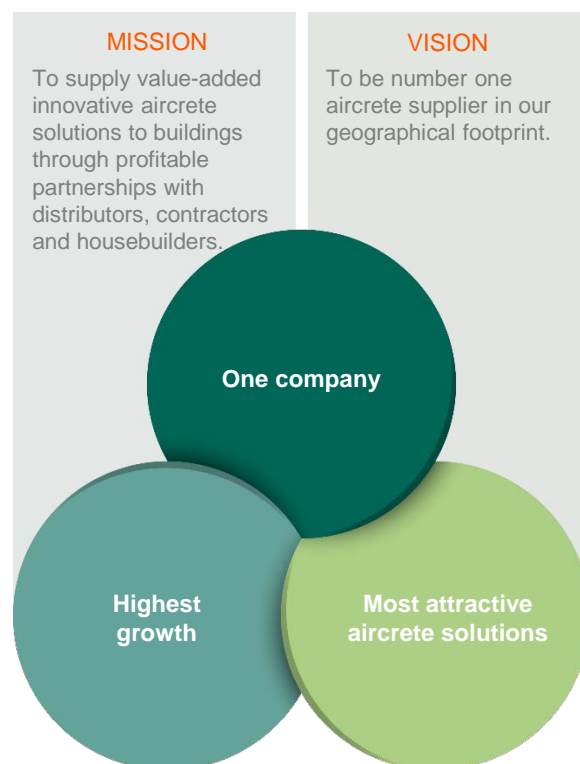 MISSION
To supply value-added
innovative aircrete
solutions to buildings
through profitable
partnerships with
distributors, contractors
and housebuilders.
VISION
To be number one
aircrete supplier in our
geographical footprint.
One company
Highest
growth
Most attractive
aircrete solutions